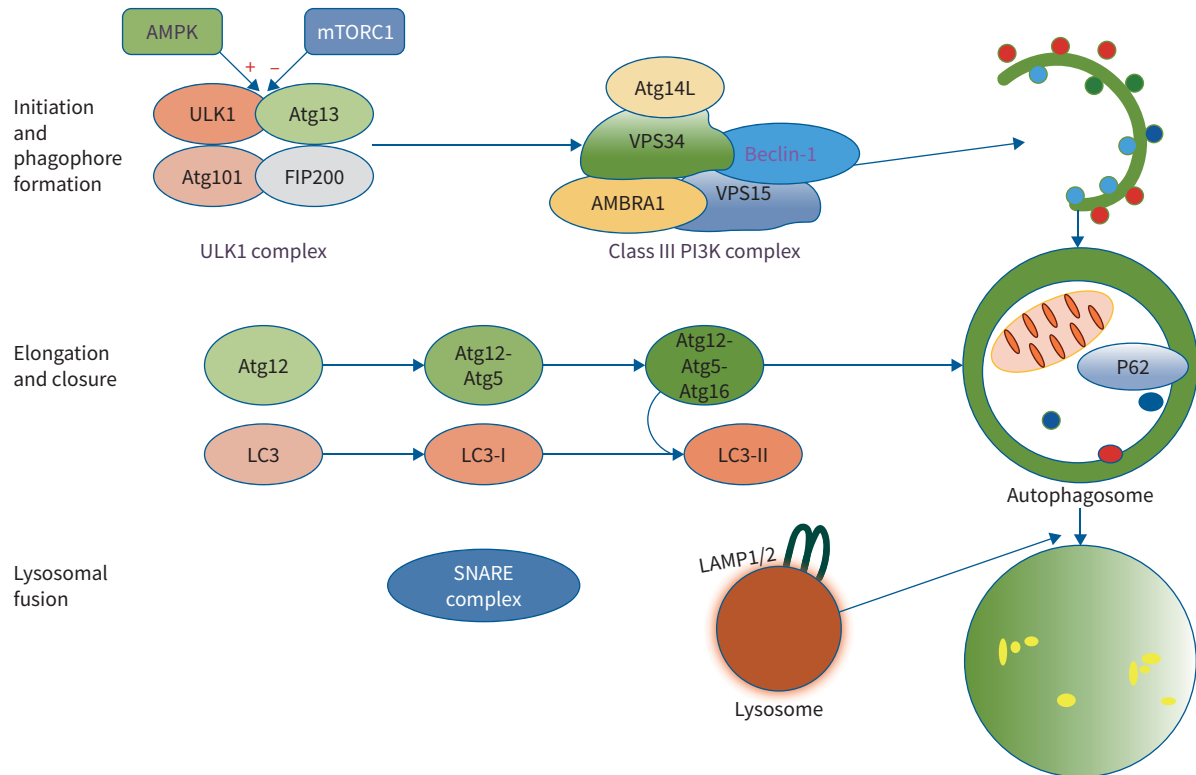 AMPK
mTORC1
+
–
Initiation
and
phagophore
formation
ULK1
Atg13
Atg101
FIP200
ULK1 complex
Atg14L
VPS34
Beclin-1
AMBRA1
VPS15
Class III PI3K complex
Elongation
and closure
Atg12
Atg12-
Atg5
Atg12-
Atg5-
Atg16
P62
LC3
LC3-I
LC3-II
Autophagosome
Lysosomal
fusion
SNARE
complex
LAMP1/2
Lysosome